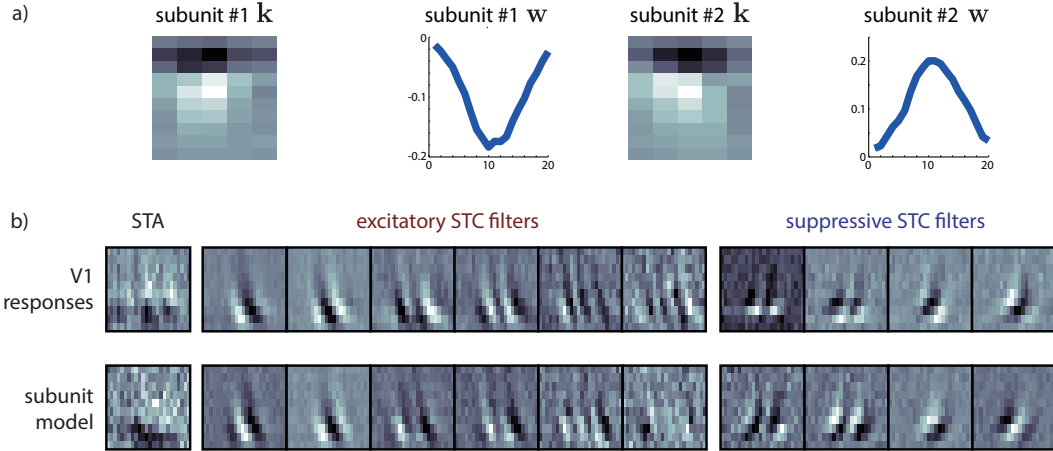 a)
subunit #1 k
subunit #1 w
subunit #2 k
subunit #2 w
0
-0.1
-0.2
0
10
20
0.2
0.1
0
0
10
20
b)
STA
excitatory STC filters
suppressive STC filters
V1
responses
subunit
model